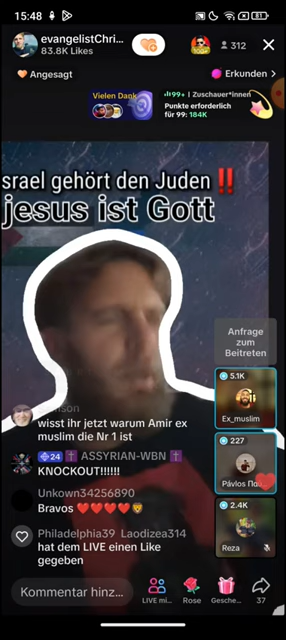 15:48
81
evangelistChri...
83.8K Likes
312
Angesagt
Erkunden >
Vielen Dank
99+ | Zuschauer*innen
Punkte erforderlich
für 99: 184K
srael gehört den Juden ‼️
jesus ist Gott
Anfrage
zum
Beitreten
5.1K
Ex_muslim
wisst ihr jetzt warum Amir ex
muslim die Nr 1 ist
227
Pávlos
24 ✝️ ASSYRIAN-WBN ✝️
KNOCKOUT!!!!!!
Unkown34256890
Bravos ❤️❤️❤️❤️🦁
2.4K
Reza
Philadelphia39 Laodizea314
hat dem LIVE einen Like
gegeben
Kommentar hinz...
LIVE mi...
Rose
Gesche...
37